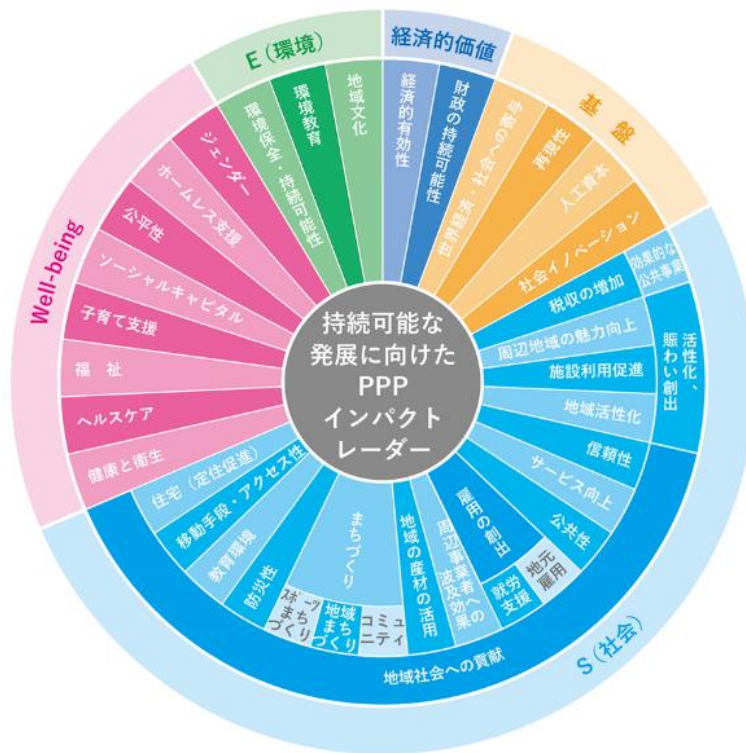 持続可能な
発展に向けた
PPP
インパクト
レーダー
E（環境）
環境保全・持続可能性
環境教育
地域文化
経済的価値
経済的有効性
財政の持続可能性
基盤
世界経済・社会への寄与
再現性
人工資本
社会イノベーション
S（社会）
効果的な
公共事業
税収の増加
活性化、
賑わい創出
周辺地域の魅力向上
施設利用促進
地域活性化
地域社会への貢献
信頼性
サービス向上
公共性
雇用の創出
地元
雇用
就労
支援
周辺事業者への
波及効果
地域の産材の活用
まちづくり
コミュ
ニティ
地域
まち
づくり
スポーツ
まち
づくり
防災性
教育環境
移動手段・アクセス性
住宅（定住促進）
Well-being
健康と衛生
ヘルスケア
福　祉
子育て支援
ソーシャルキャピタル
公平性
ホームレス支援
ジェンダー